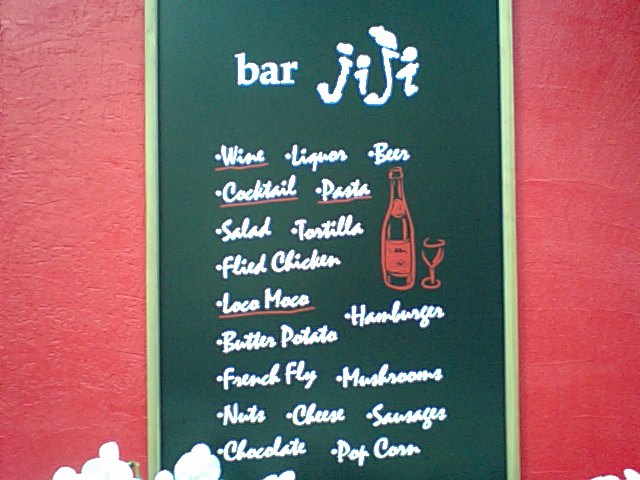 bar JiJi
·Wine ·Liquor ·Beer
·Cocktail ·Pasta
·Salad ·Tortilla
·Flied Chicken
·Loco Moco
·Hamburger
·Butter Potato
·French Fly ·Mushrooms
·Nuts ·Cheese ·Sausages
·Chocolate ·Pop Corn